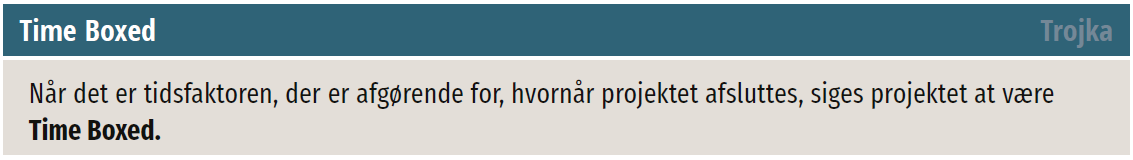 Time Boxed Trojka
Når det er tidsfaktoren, der er afgørende for, hvornår projektet afsluttes, siges projektet at være
Time Boxed.